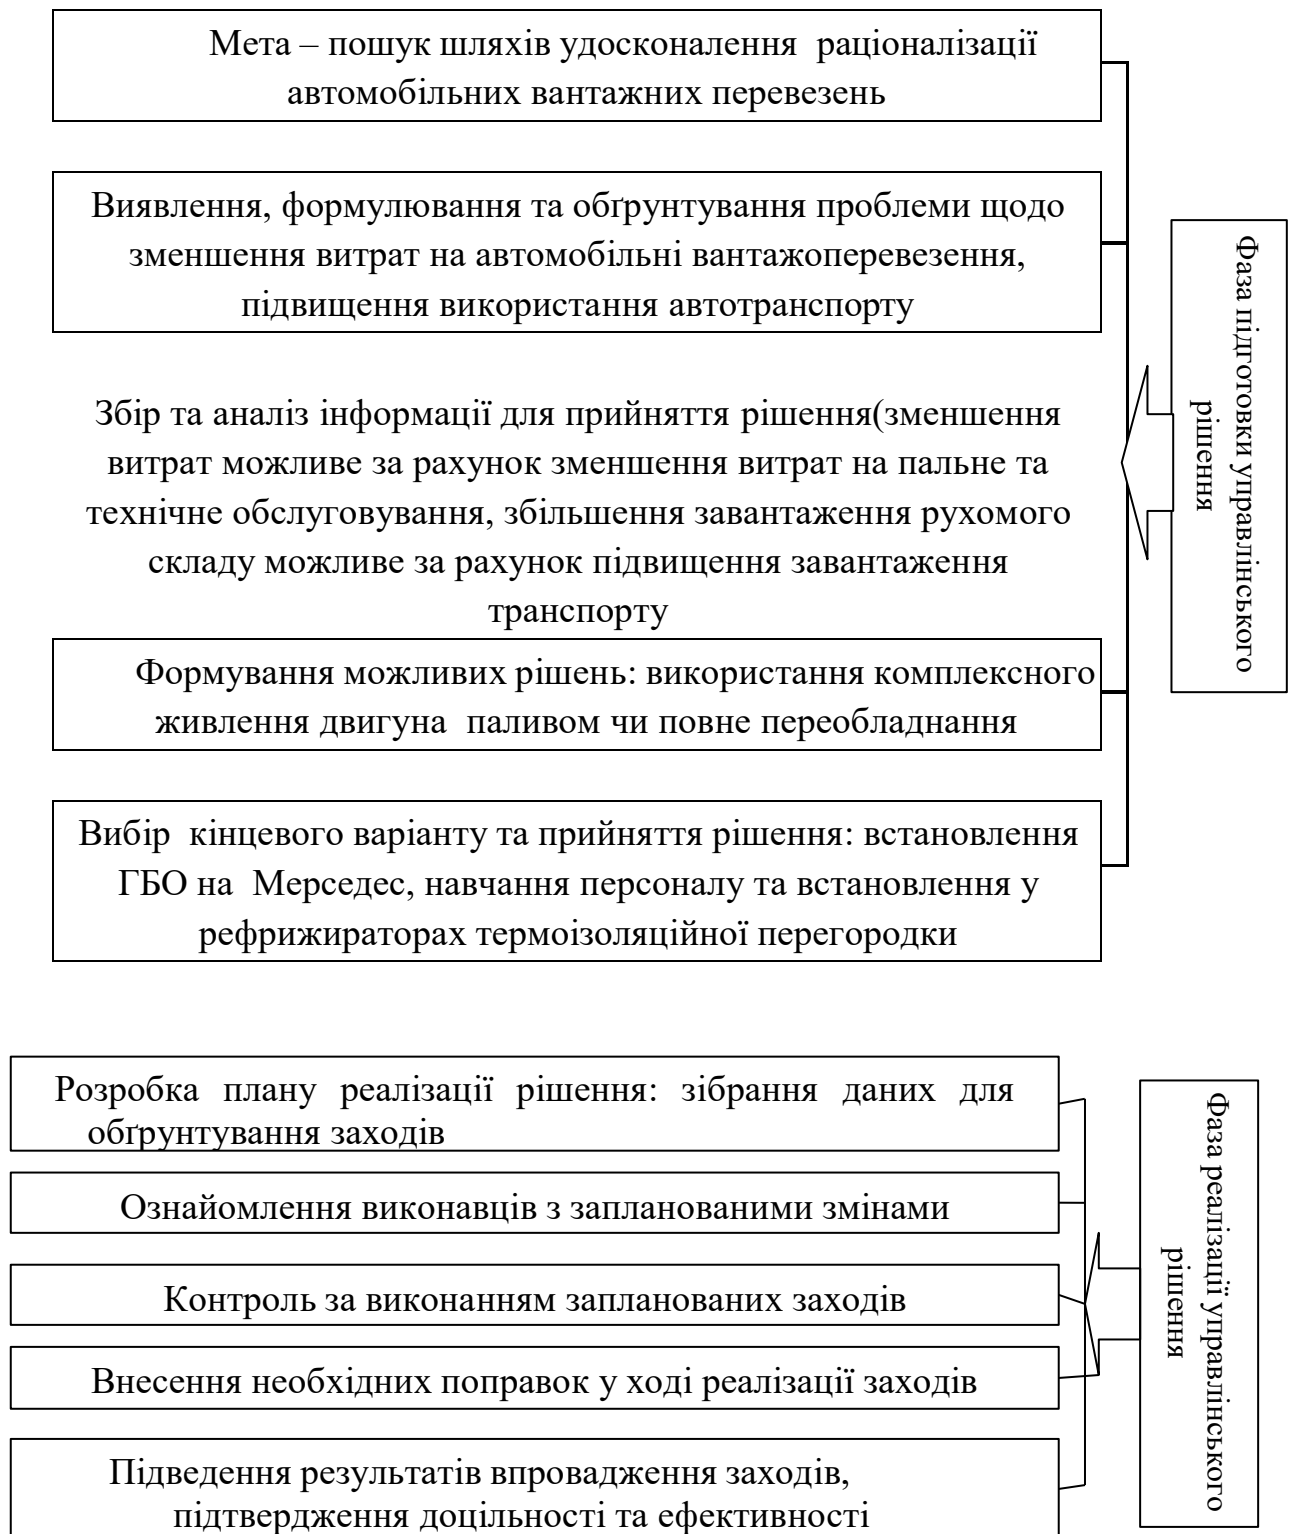 Мета – пошук шляхів удосконалення раціоналізації
автомобільних вантажних перевезень
Виявлення, формулювання та обґрунтування проблеми щодо
зменшення витрат на автомобільні вантажоперевезення,
підвищення використання автотранспорту
Збір та аналіз інформації для прийняття рішення(зменшення
витрат можливе за рахунок зменшення витрат на пальне та
технічне обслуговування, збільшення завантаження рухомого
складу можливе за рахунок підвищення завантаження
транспорту
Формування можливих рішень: використання комплексного
живлення двигуна паливом чи повне переобладнання
Вибір кінцевого варіанту та прийняття рішення: встановлення
ГБО на Мерседес, навчання персоналу та встановлення у
рефрижираторах термоізоляційної перегородки
Фаза підготовки управлінського
рішення
Розробка плану реалізації рішення: зібрання даних для
обґрунтування заходів
Ознайомлення виконавців з запланованими змінами
Контроль за виконанням запланованих заходів
Внесення необхідних поправок у ході реалізації заходів
Підведення результатів впровадження заходів,
підтвердження доцільності та ефективності
Фаза реалізації управлінського
рішення